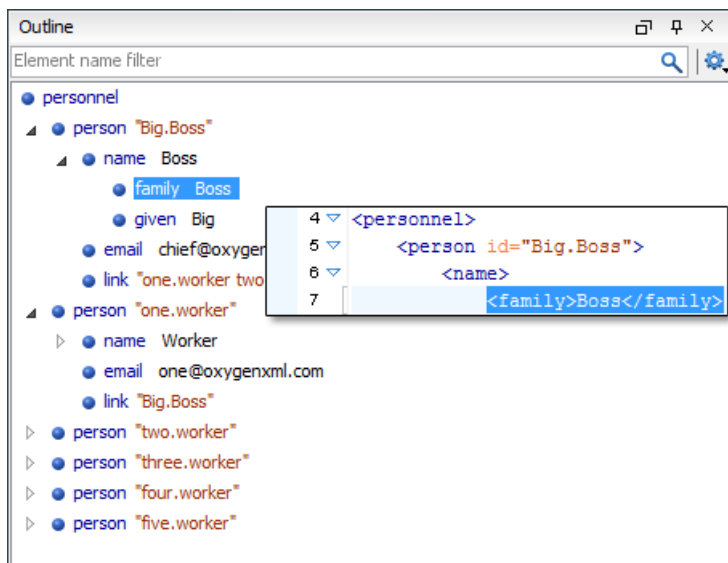 Outline
Element name filter
personnel
person "Big.Boss"
name Boss
family Boss
given Big
email chief@oxygen
link "one.worker two
person "one.worker"
name Worker
email one@oxygenxml.com
link "Big.Boss"
person "two.worker"
person "three.worker"
person "four.worker"
person "five.worker"
4 <personnel>
5 <person id="Big.Boss">
6 <name>
7 <family>Boss</family>